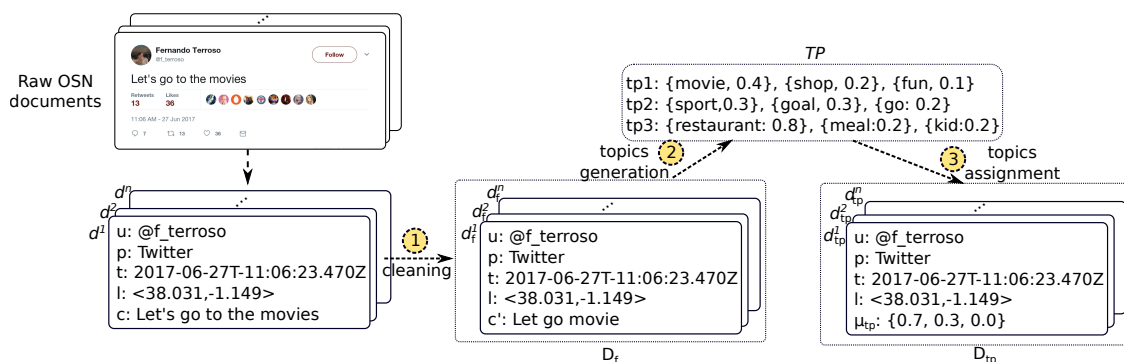 Raw OSN
documents
Fernando Terroso
@f_terroso
Follow
Let's go to the movies
Retweets
13
Likes
36
11:06 AM - 27 Jun 2017
7
13
36
d^n
d^2
d^1
u: @f_terroso
p: Twitter
t: 2017-06-27T-11:06:23.470Z
l: <38.031,-1.149>
c: Let's go to the movies
1
cleaning
d_f^n
d_f^2
d_f^1
u: @f_terroso
p: Twitter
t: 2017-06-27T-11:06:23.470Z
l: <38.031,-1.149>
c': Let go movie
D_f
topics
generation
2
TP
tp1: {movie, 0.4}, {shop, 0.2}, {fun, 0.1}
tp2: {sport,0.3}, {goal, 0.3}, {go: 0.2}
tp3: {restaurant: 0.8}, {meal:0.2}, {kid:0.2}
3
topics
assignment
d_tp^n
d_tp^2
d_tp^1
u: @f_terroso
p: Twitter
t: 2017-06-27T-11:06:23.470Z
l: <38.031,-1.149>
μ_tp: {0.7, 0.3, 0.0}
D_tp